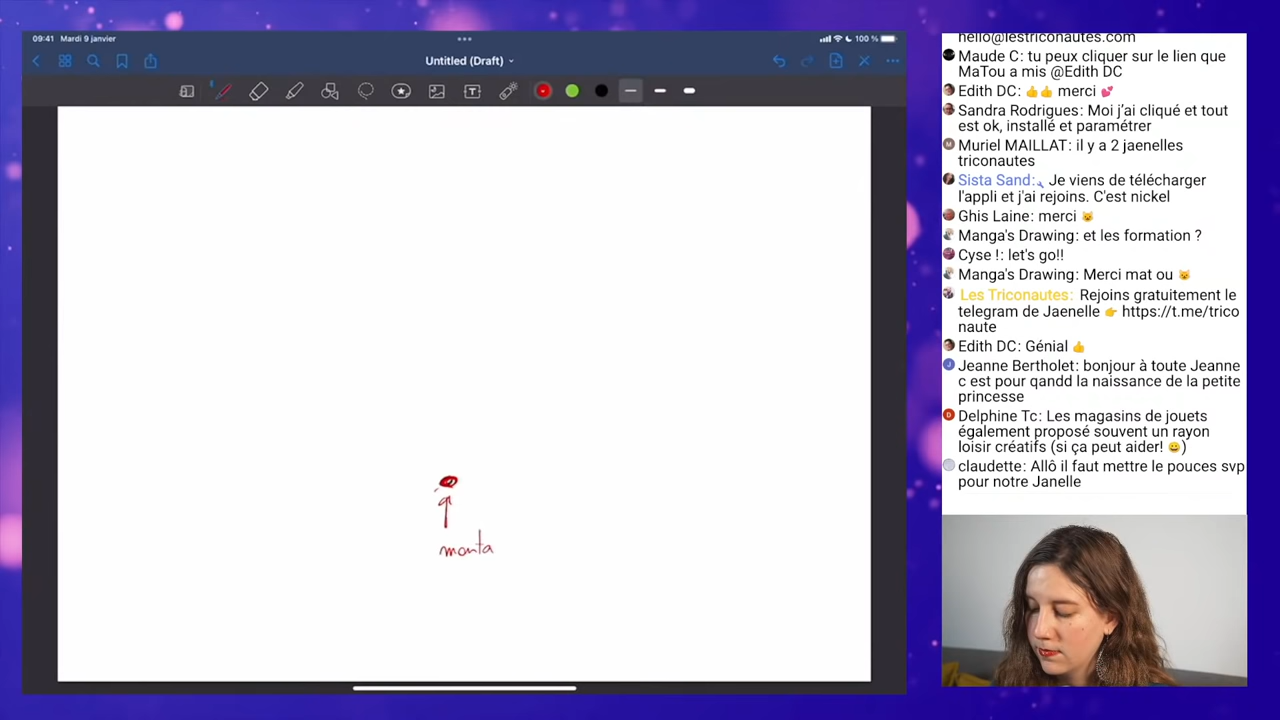 09:41 Mardi 9 janvier
100 %
Untitled (Draft)
monta
hello@lestriconautes.com
Maude C: tu peux cliquer sur le lien que
MaTou a mis @Edith DC
Edith DC: 👍👍 merci 💕
Sandra Rodrigues: Moi j’ai cliqué et tout
est ok, installé et paramétrer
Muriel MAILLAT: il y a 2 jaenelles
triconautes
Sista Sand: Je viens de télécharger
l'appli et j'ai rejoins. C'est nickel
Ghis Laine: merci 😺
Manga's Drawing: et les formation ?
Cyse !: let's go!!
Manga's Drawing: Merci mat ou 😺
Les Triconautes: Rejoins gratuitement le
telegram de Jaenelle 👉 https://t.me/trico
naute
Edith DC: Génial 👍
Jeanne Bertholet: bonjour à toute Jeanne
c est pour qandd la naissance de la petite
princesse
Delphine Tc: Les magasins de jouets
également proposé souvent un rayon
loisir créatifs (si ça peut aider! 😀)
claudette: Allô il faut mettre le pouces svp
pour notre Janelle